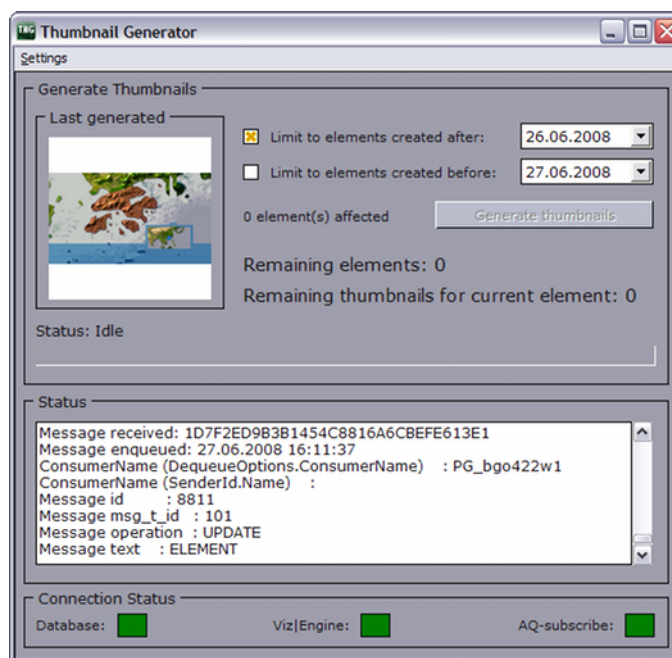 TNG Thumbnail Generator
Settings
Generate Thumbnails
Last generated
Limit to elements created after: 26.06.2008
Limit to elements created before: 27.06.2008
0 element(s) affected Generate thumbnails
Remaining elements: 0
Remaining thumbnails for current element: 0
Status: Idle
Status
Message received: 1D7F2ED9B3B1454C8816A6CBEFE613E1
Message enqueued: 27.06.2008 16:11:37
ConsumerName (DequeueOptions.ConsumerName) : PG_bgo422w1
ConsumerName (SenderId.Name) :
Message id : 8811
Message msg_t_id : 101
Message operation : UPDATE
Message text : ELEMENT
Connection Status
Database: Viz|Engine: AQ-subscribe: